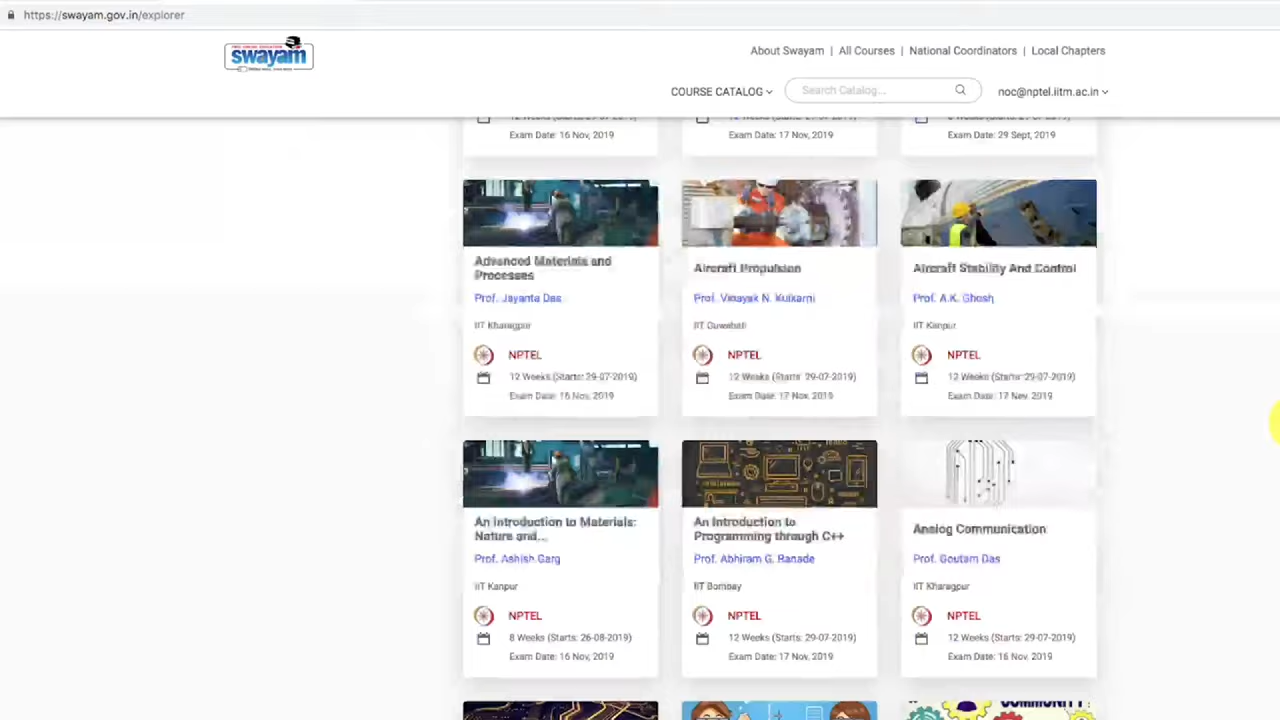 https://swayam.gov.in/explorer
swayam
About Swayam | All Courses | National Coordinators | Local Chapters
COURSE CATALOG
Search Catalog...
noc@nptel.iitm.ac.in
Exam Date: 16 Nov, 2019
Exam Date: 17 Nov, 2019
Exam Date: 29 Sept, 2019
Advanced Materials and
Processes
Prof. Jayanta Das
IIT Kharagpur
NPTEL
12 Weeks (Starts: 29-07-2019)
Exam Date: 16 Nov, 2019
Aircraft Propulsion
Prof. Vinayak N. Kulkarni
IIT Guwahati
NPTEL
12 Weeks (Starts: 29-07-2019)
Exam Date: 17 Nov, 2019
Aircraft Stability And Control
Prof. A.K. Ghosh
IIT Kanpur
NPTEL
12 Weeks (Starts: 29-07-2019)
Exam Date: 17 Nov, 2019
An Introduction to Materials:
Nature and...
Prof. Ashish Garg
IIT Kanpur
NPTEL
8 Weeks (Starts: 26-08-2019)
Exam Date: 16 Nov, 2019
An Introduction to
Programming through C++
Prof. Abhiram G. Ranade
IIT Bombay
NPTEL
12 Weeks (Starts: 29-07-2019)
Exam Date: 17 Nov, 2019
Analog Communication
Prof. Goutam Das
IIT Kharagpur
NPTEL
12 Weeks (Starts: 29-07-2019)
Exam Date: 16 Nov, 2019
COMMUNITY